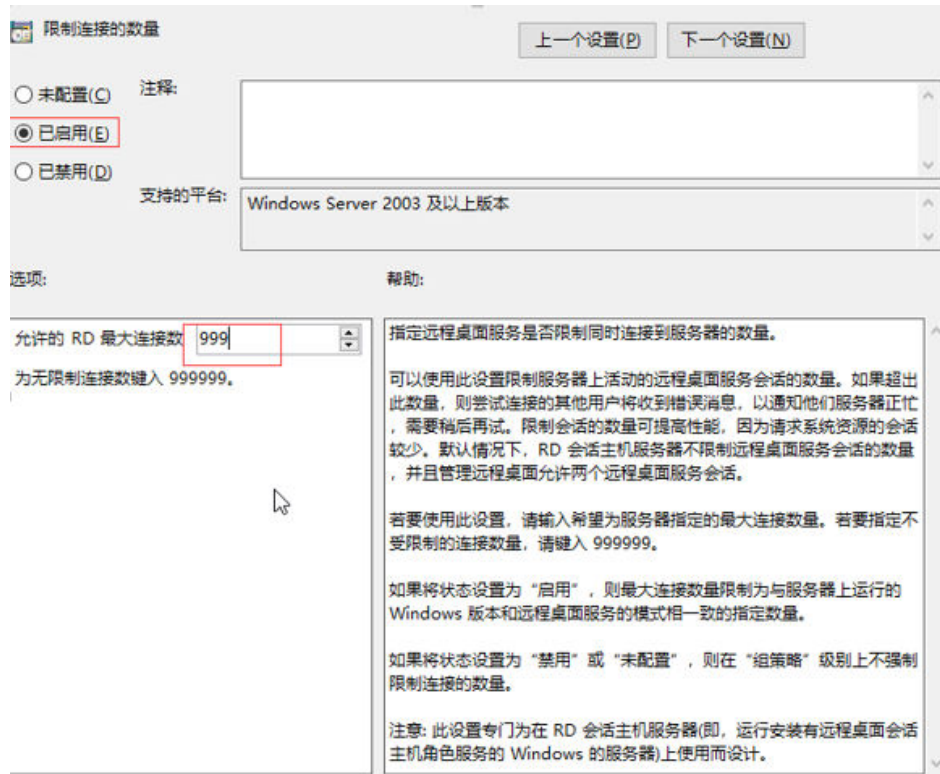 限制连接的数量
上一个设置(P)
下一个设置(N)
未配置(C)
注释:
已启用(E)
已禁用(D)
支持的平台:
Windows Server 2003 及以上版本
选项:
帮助:
允许的 RD 最大连接数
999
为无限制连接数键入 999999。
指定远程桌面服务是否限制同时连接到服务器的数量。
可以使用此设置限制服务器上活动的远程桌面服务会话的数量。如果超出
此数量，则尝试连接的其他用户将收到错误消息，以通知他们服务器正忙
，需要稍后再试。限制会话的数量可提高性能，因为请求系统资源的会话
较少。默认情况下，RD 会话主机服务器不限制远程桌面服务会话的数量
，并且管理远程桌面允许两个远程桌面服务会话。
若要使用此设置，请输入希望为服务器指定的最大连接数量。若要指定不
受限制的连接数量，请键入 999999。
如果将状态设置为“启用”，则最大连接数量限制为与服务器上运行的
Windows 版本和远程桌面服务的模式相一致的指定数量。
如果将状态设置为“禁用”或“未配置”，则在“组策略”级别上不强制
限制连接的数量。
注意: 此设置专门为在 RD 会话主机服务器(即，运行安装有远程桌面会话
主机角色服务的 Windows 的服务器)上使用而设计。